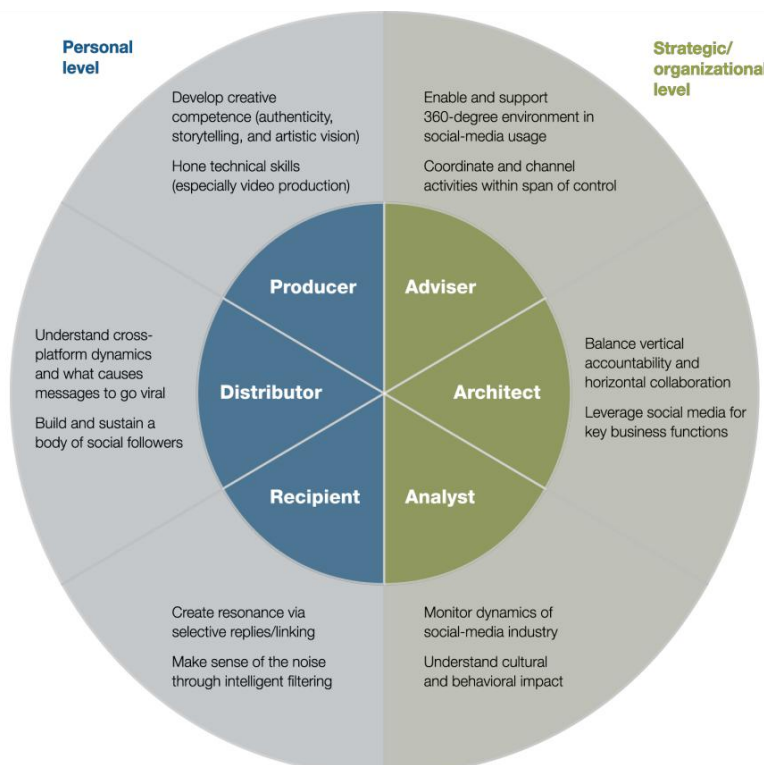 Personal
level
Strategic/
organizational
level
Develop creative
competence (authenticity,
storytelling, and artistic vision)
Hone technical skills
(especially video production)
Enable and support
360-degree environment in
social-media usage
Coordinate and channel
activities within span of control
Producer
Adviser
Understand cross-
platform dynamics
and what causes
messages to go viral
Build and sustain a
body of social followers
Distributor
Architect
Balance vertical
accountability and
horizontal collaboration
Leverage social media for
key business functions
Recipient
Analyst
Create resonance via
selective replies/linking
Make sense of the noise
through intelligent filtering
Monitor dynamics of
social-media industry
Understand cultural
and behavioral impact